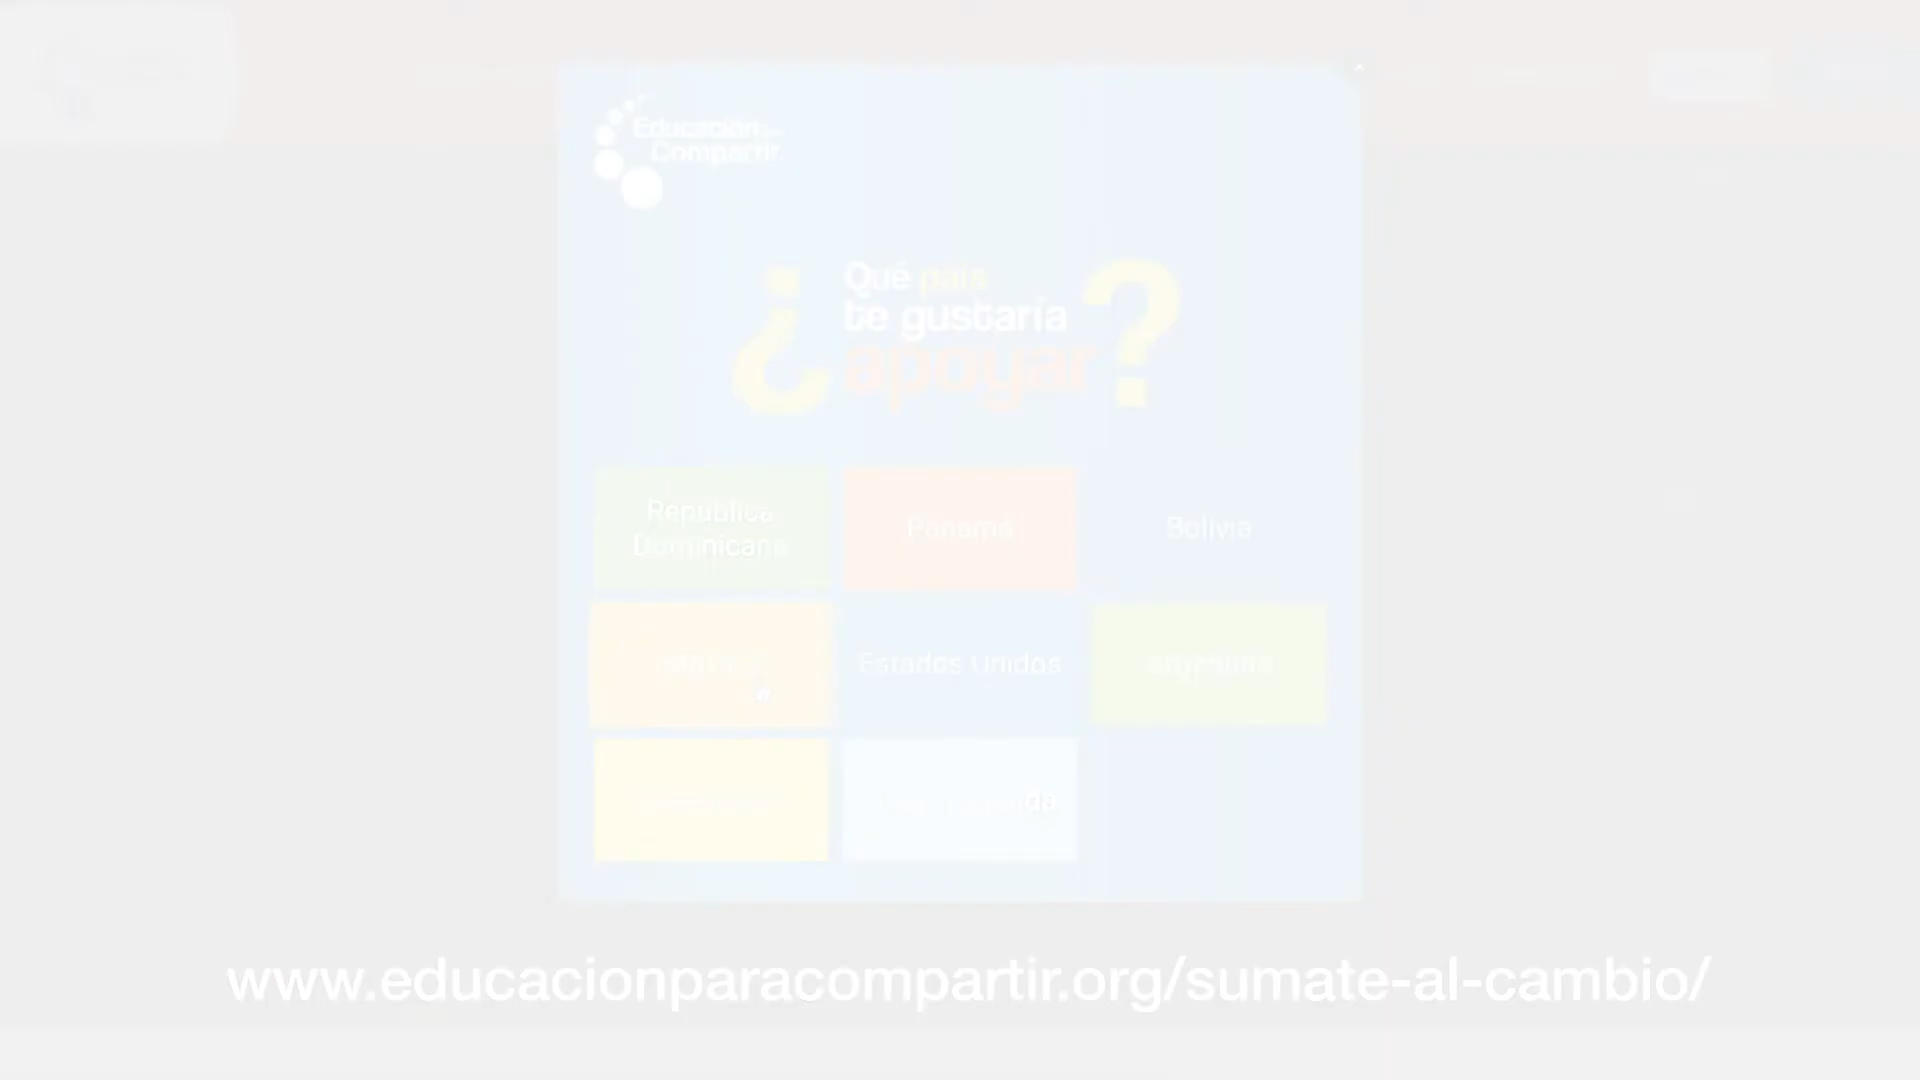 Educación
Compartir
¿Qué país
te gustaría
apoyar?
República
Dominicana
Panamá
Bolivia
Estados Unidos
Argentina
www.educacionparacompartir.org/sumate-al-cambio/